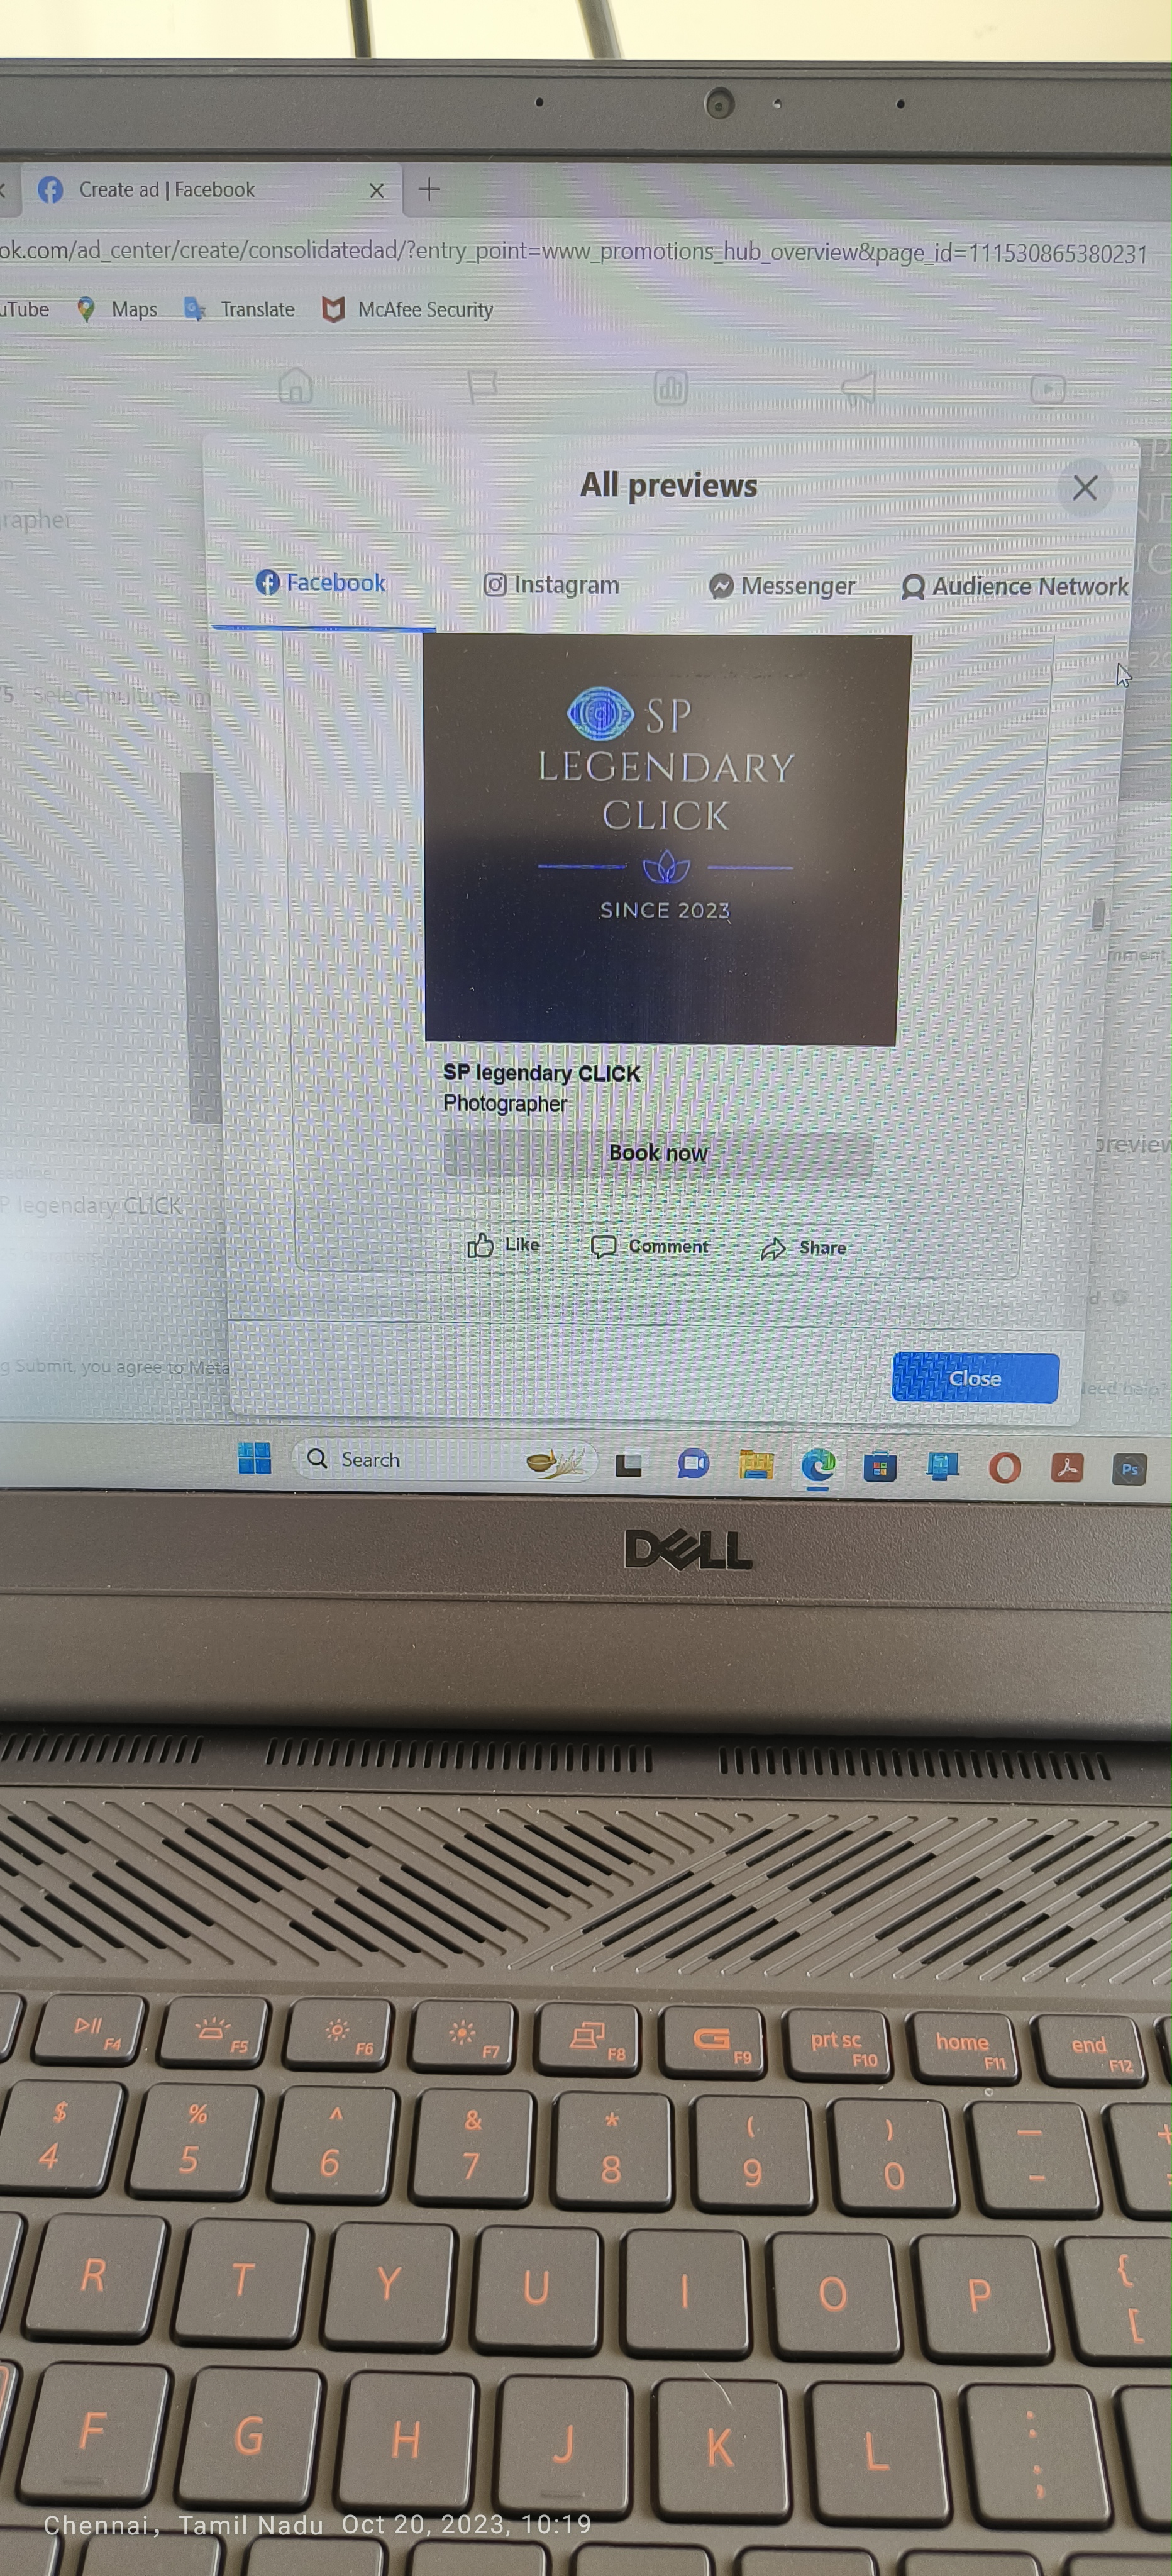 Create ad | Facebook
ok.com/ad_center/create/consolidatedad/?entry_point=www_promotions_hub_overview&page_id=111530865380231
uTube Maps Translate McAfee Security
All previews
rapher
Facebook Instagram Messenger Audience Network
5 · Select multiple im
SP
LEGENDARY
CLICK
SINCE 2023
mment
SP legendary CLICK
Photographer
Book now
preview
P legendary CLICK
Like Comment Share
g Submit, you agree to Meta
Close
Need help?
Search
Ps
DELL
F4 F5 F6 F7 F8 G F9 prt sc F10 home F11 end F12
$ % ^ & * ( ) _ +
4 5 6 7 8 9 0 -
R T Y U I O P { [
F G H J K L : ;
Chennai, Tamil Nadu Oct 20, 2023, 10:19